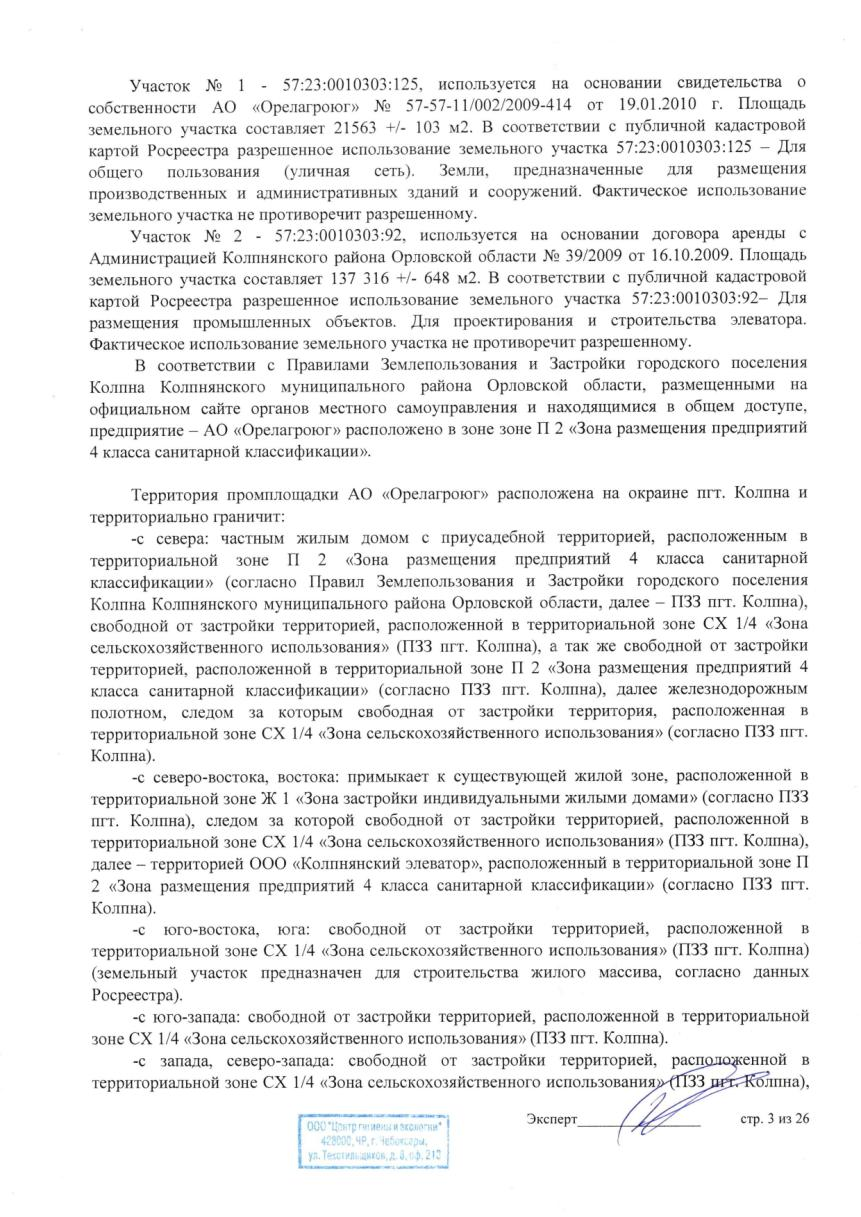 Участок № 1 - 57:23:0010303:125, используется на основании свидетельства о
собственности АО «Орелагроюг» № 57-57-11/002/2009-414 от 19.01.2010 г. Площадь
земельного участка составляет 21563 +/- 103 м2. В соответствии с публичной кадастровой
картой Росреестра разрешенное использование земельного участка 57:23:0010303:125 – Для
общего пользования (уличная сеть). Земли, предназначенные для размещения
производственных и административных зданий и сооружений. Фактическое использование
земельного участка не противоречит разрешенному.
Участок № 2 - 57:23:0010303:92, используется на основании договора аренды с
Администрацией Колпнянского района Орловской области № 39/2009 от 16.10.2009. Площадь
земельного участка составляет 137 316 +/- 648 м2. В соответствии с публичной кадастровой
картой Росреестра разрешенное использование земельного участка 57:23:0010303:92– Для
размещения промышленных объектов. Для проектирования и строительства элеватора.
Фактическое использование земельного участка не противоречит разрешенному.
В соответствии с Правилами Землепользования и Застройки городского поселения
Колпна Колпнянского муниципального района Орловской области, размещенными на
официальном сайте органов местного самоуправления и находящимися в общем доступе,
предприятие – АО «Орелагроюг» расположено в зоне зоне П 2 «Зона размещения предприятий
4 класса санитарной классификации».
Территория промплощадки АО «Орелагроюг» расположена на окраине пгт. Колпна и
территориально граничит:
-с севера: частным жилым домом с приусадебной территорией, расположенным в
территориальной зоне П 2 «Зона размещения предприятий 4 класса санитарной
классификации» (согласно Правил Землепользования и Застройки городского поселения
Колпна Колпнянского муниципального района Орловской области, далее – ПЗЗ пгт. Колпна),
свободной от застройки территорией, расположенной в территориальной зоне СХ 1/4 «Зона
сельскохозяйственного использования» (ПЗЗ пгт. Колпна), а так же свободной от застройки
территорией, расположенной в территориальной зоне П 2 «Зона размещения предприятий 4
класса санитарной классификации» (согласно ПЗЗ пгт. Колпна), далее железнодорожным
полотном, следом за которым свободная от застройки территория, расположенная в
территориальной зоне СХ 1/4 «Зона сельскохозяйственного использования» (согласно ПЗЗ пгт.
Колпна).
-с северо-востока, востока: примыкает к существующей жилой зоне, расположенной в
территориальной зоне Ж 1 «Зона застройки индивидуальными жилыми домами» (согласно ПЗЗ
пгт. Колпна), следом за которой свободной от застройки территорией, расположенной в
территориальной зоне СХ 1/4 «Зона сельскохозяйственного использования» (ПЗЗ пгт. Колпна),
далее – территорией ООО «Колпнянский элеватор», расположенный в территориальной зоне П
2 «Зона размещения предприятий 4 класса санитарной классификации» (согласно ПЗЗ пгт.
Колпна).
-с юго-востока, юга: свободной от застройки территорией, расположенной в
территориальной зоне СХ 1/4 «Зона сельскохозяйственного использования» (ПЗЗ пгт. Колпна)
(земельный участок предназначен для строительства жилого массива, согласно данных
Росреестра).
-с юго-запада: свободной от застройки территорией, расположенной в территориальной
зоне СХ 1/4 «Зона сельскохозяйственного использования» (ПЗЗ пгт. Колпна).
-с запада, северо-запада: свободной от застройки территорией, расположенной в
территориальной зоне СХ 1/4 «Зона сельскохозяйственного использования» (ПЗЗ пгт. Колпна),
Эксперт____________________ стр. 3 из 26
ООО "Центр гигиены и экологии"
428000, ЧР, г. Чебоксары,
ул. Текстильщиков, д. 8, оф. 213